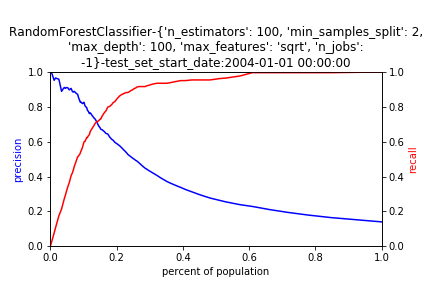 RandomForestClassifier-{'n_estimators': 100, 'min_samples_split': 2,
'max_depth': 100, 'max_features': 'sqrt', 'n_jobs':
-1}-test_set_start_date:2004-01-01 00:00:00
1.0
0.8
0.6
0.4
0.2
0.0
precision
1.0
0.8
0.6
0.4
0.2
0.0
recall
0.0 0.2 0.4 0.6 0.8 1.0
percent of population